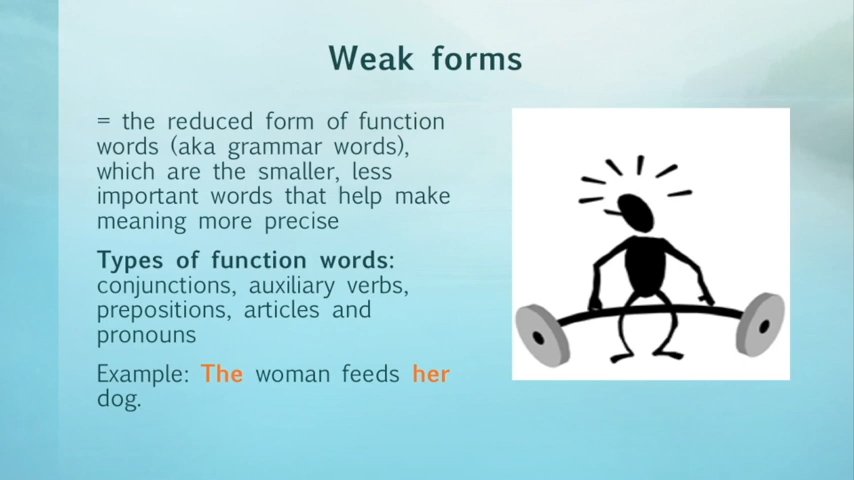 Weak forms
= the reduced form of function
words (aka grammar words),
which are the smaller, less
important words that help make
meaning more precise
Types of function words:
conjunctions, auxiliary verbs,
prepositions, articles and
pronouns
Example: The woman feeds her
dog.